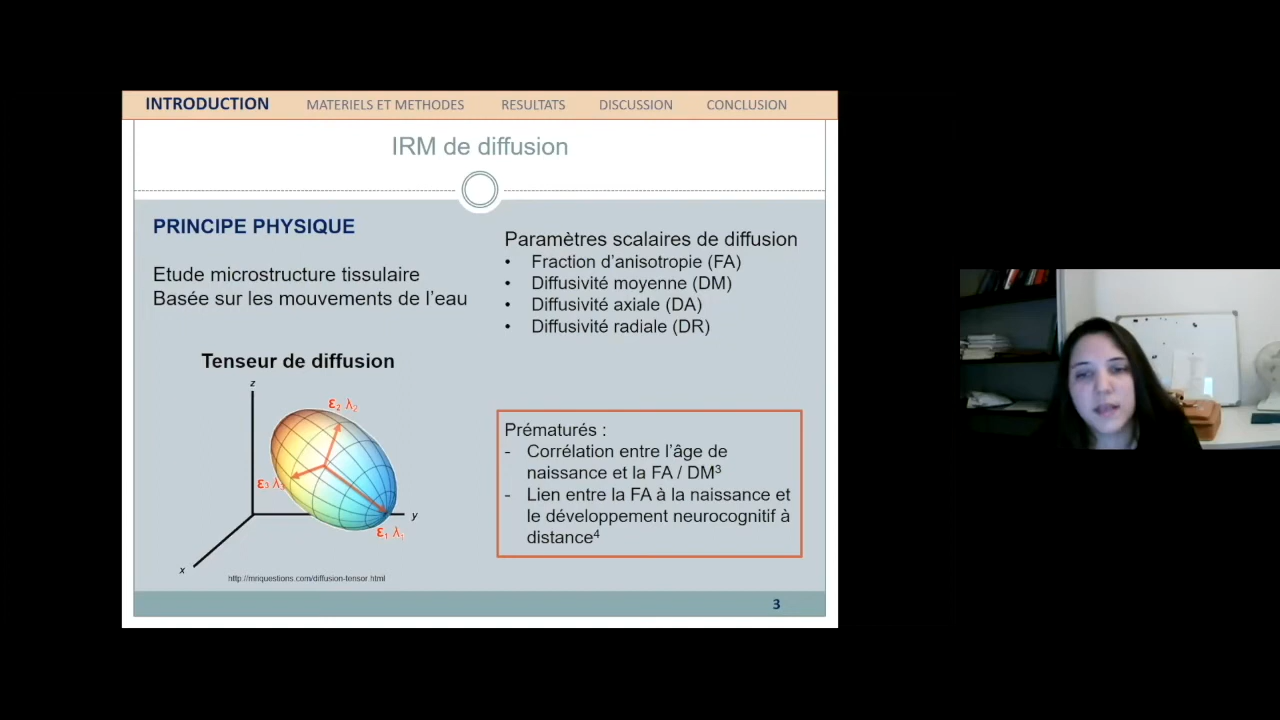 INTRODUCTION MATERIELS ET METHODES RESULTATS DISCUSSION CONCLUSION
IRM de diffusion
PRINCIPE PHYSIQUE
Etude microstructure tissulaire
Basée sur les mouvements de l'eau
Tenseur de diffusion
z
ε₂ λ₂
ε₃ λ₃
y
ε₁ λ₁
x
http://mriquestions.com/diffusion-tensor.html
Paramètres scalaires de diffusion
• Fraction d'anisotropie (FA)
• Diffusivité moyenne (DM)
• Diffusivité axiale (DA)
• Diffusivité radiale (DR)
Prématurés :
- Corrélation entre l'âge de
naissance et la FA / DM³
- Lien entre la FA à la naissance et
le développement neurocognitif à
distance⁴
3